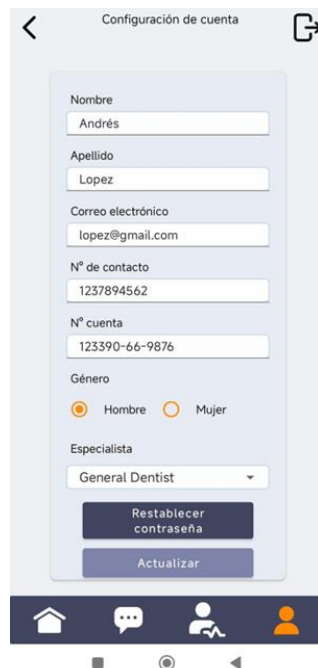 Configuración de cuenta
Nombre
Andrés
Apellido
Lopez
Correo electrónico
lopez@gmail.com
N° de contacto
1237894562
N° cuenta
123390-66-9876
Género
Hombre Mujer
Especialista
General Dentist
Restablecer
contraseña
Actualizar